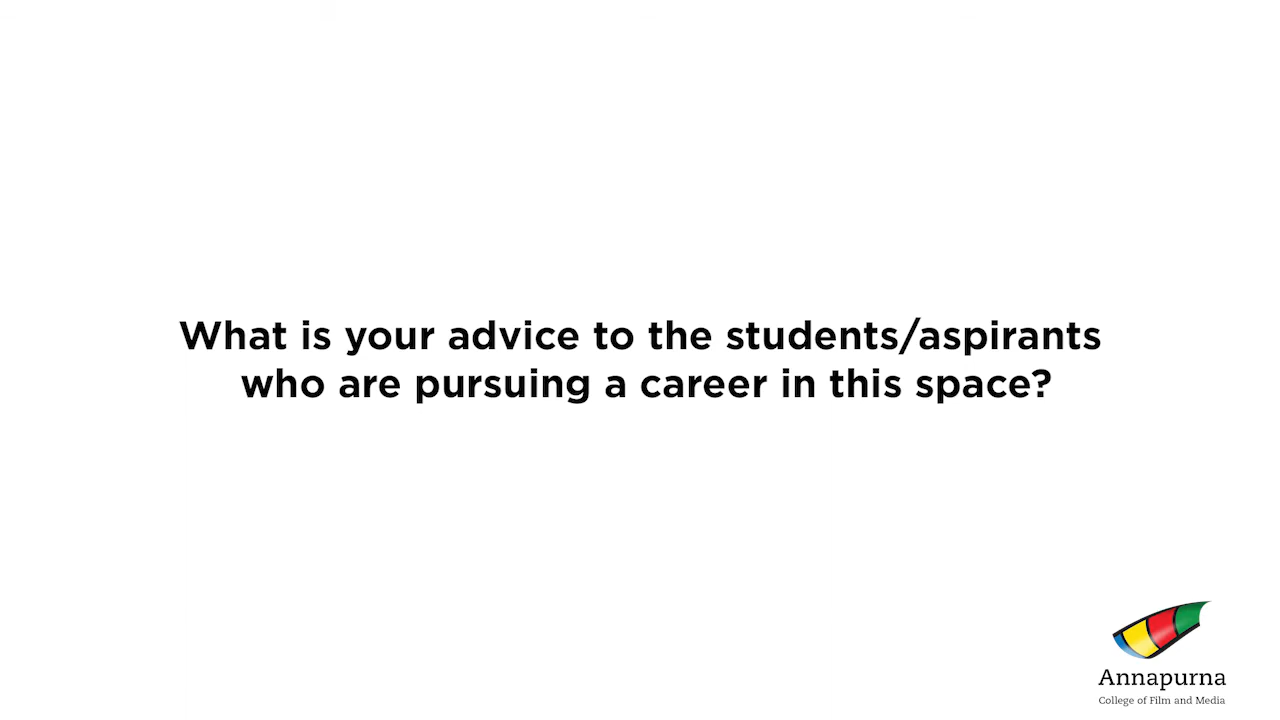 What is your advice to the students/aspirants
who are pursuing a career in this space?
Annapurna
College of Film and Media